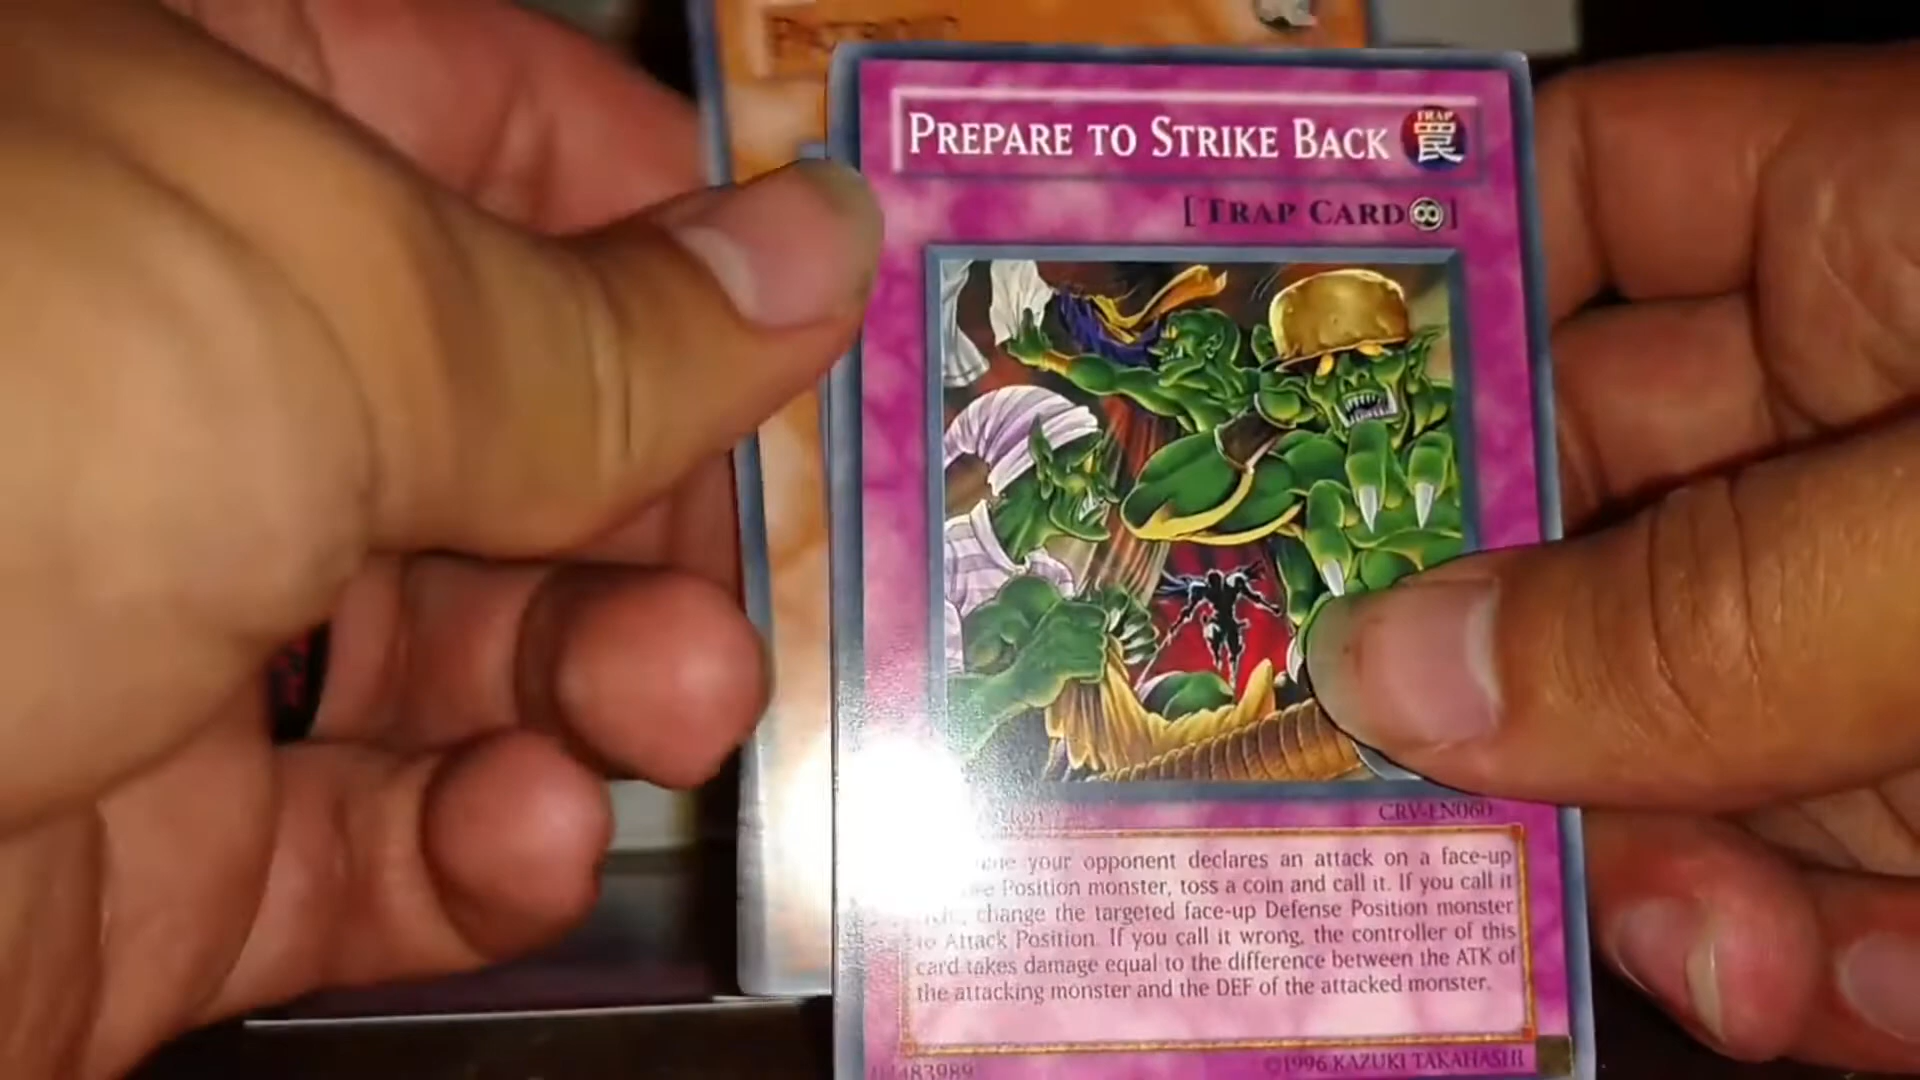 PATROID
PREPARE TO STRIKE BACK
TRAP
罠
[TRAP CARD∞]
CRV-EN060
your opponent declares an attack on a face-up
Position monster, toss a coin and call it. If you call it
change the targeted face-up Defense Position monster
to Attack Position. If you call it wrong, the controller of this
card takes damage equal to the difference between the ATK of
the attacking monster and the DEF of the attacked monster.
483989
©1996 KAZUKI TAKAHASHI